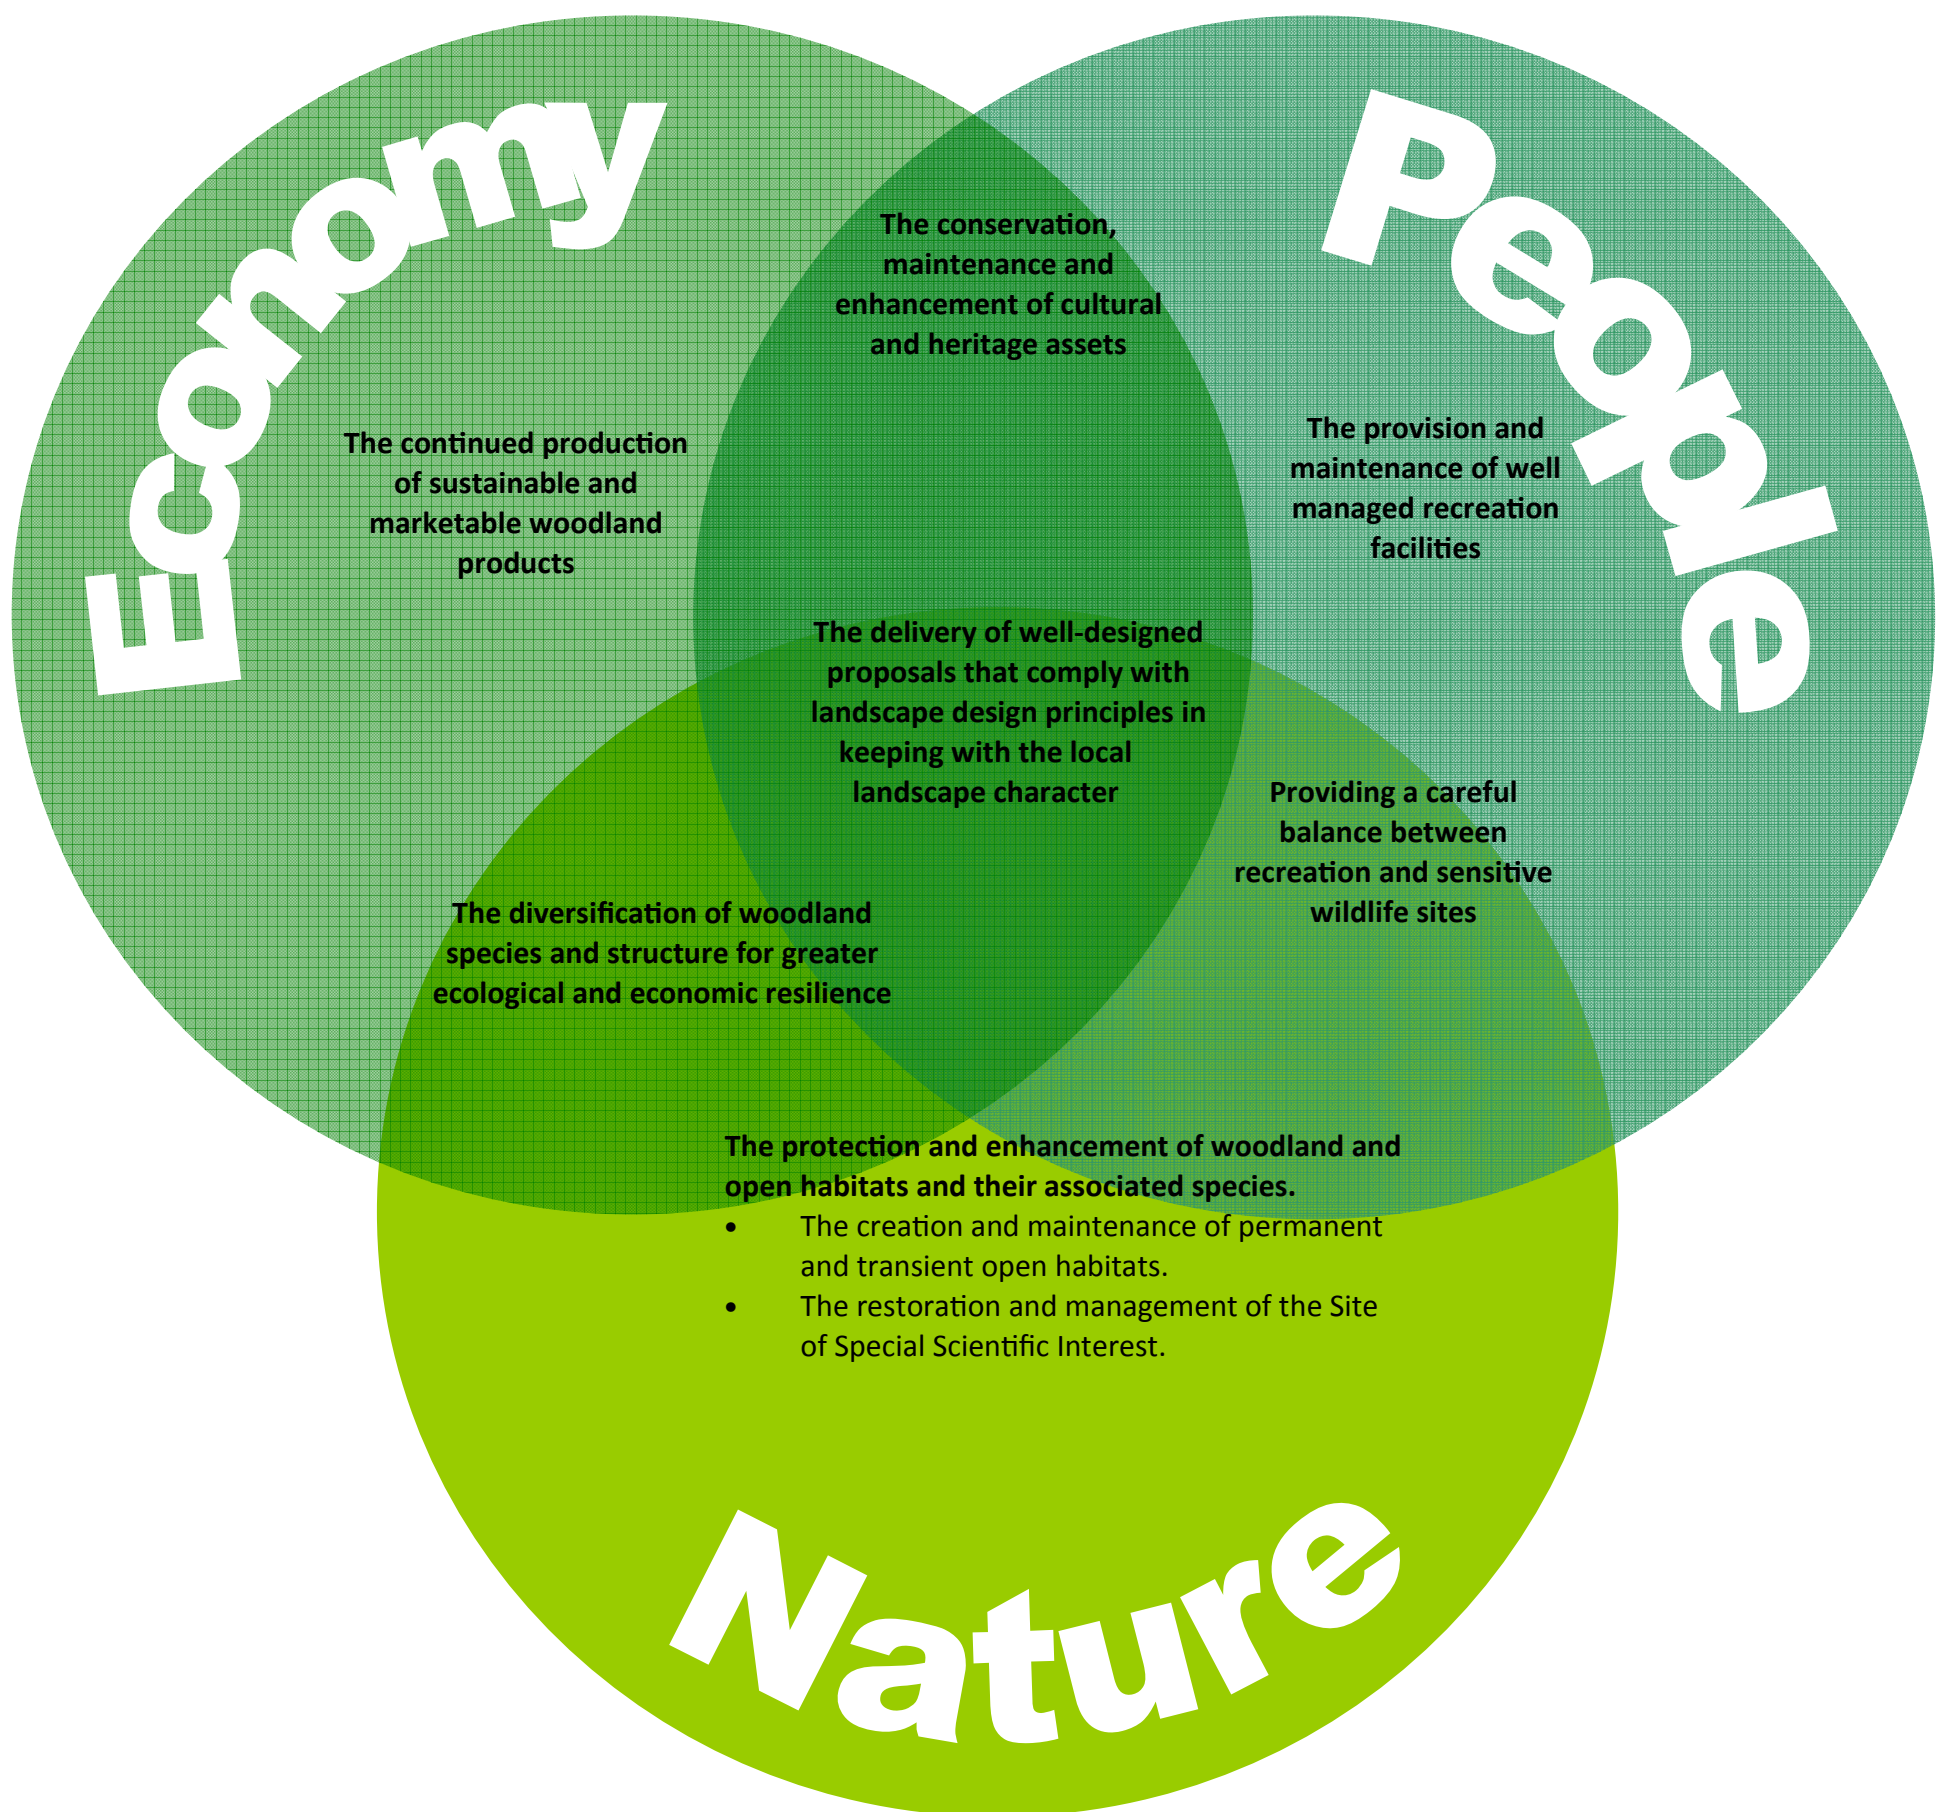 Economy
People
The conservation,
maintenance and
enhancement of cultural
and heritage assets
The continued production
of sustainable and
marketable woodland
products
The provision and
maintenance of well
managed recreation
facilities
The delivery of well-designed
proposals that comply with
landscape design principles in
keeping with the local
landscape character
Providing a careful
balance between
recreation and sensitive
wildlife sites
The diversification of woodland
species and structure for greater
ecological and economic resilience
The protection and enhancement of woodland and
open habitats and their associated species.
• The creation and maintenance of permanent
and transient open habitats.
• The restoration and management of the Site
of Special Scientific Interest.
Nature